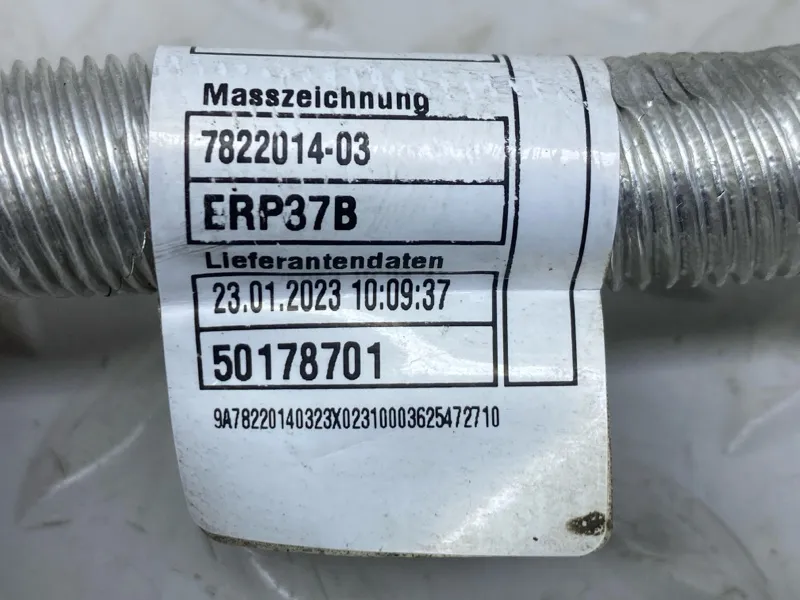 Masszeichnung
7822014-03
ERP37B
Lieferantendaten
23.01.2023 10:09:37
50178701
9A78220140323X02310003625472710